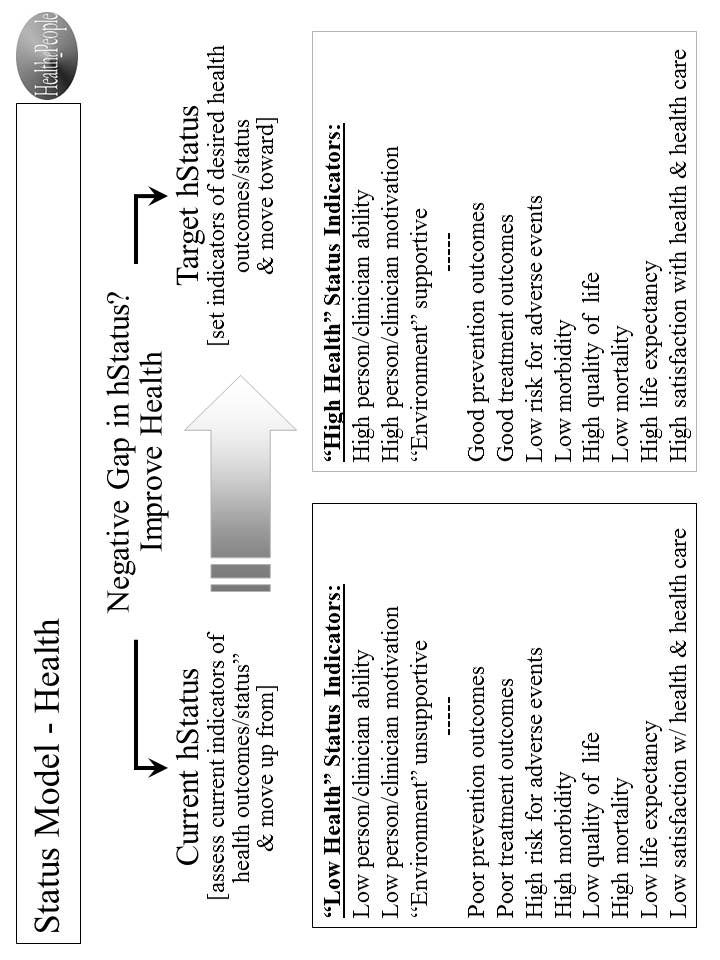 Status Model - Health
HealthePeople
Negative Gap in hStatus?
Improve Health
Current hStatus
[assess current indicators of
health outcomes/status”
& move up from]
Target hStatus
[set indicators of desired health
outcomes/status
& move toward]
“Low Health” Status Indicators:
Low person/clinician ability
Low person/clinician motivation
“Environment” unsupportive
-----
Poor prevention outcomes
Poor treatment outcomes
High risk for adverse events
High morbidity
Low quality of life
High mortality
Low life expectancy
Low satisfaction w/ health & health care
“High Health” Status Indicators:
High person/clinician ability
High person/clinician motivation
“Environment” supportive
-----
Good prevention outcomes
Good treatment outcomes
Low risk for adverse events
Low morbidity
High quality of life
Low mortality
High life expectancy
High satisfaction with health & health care